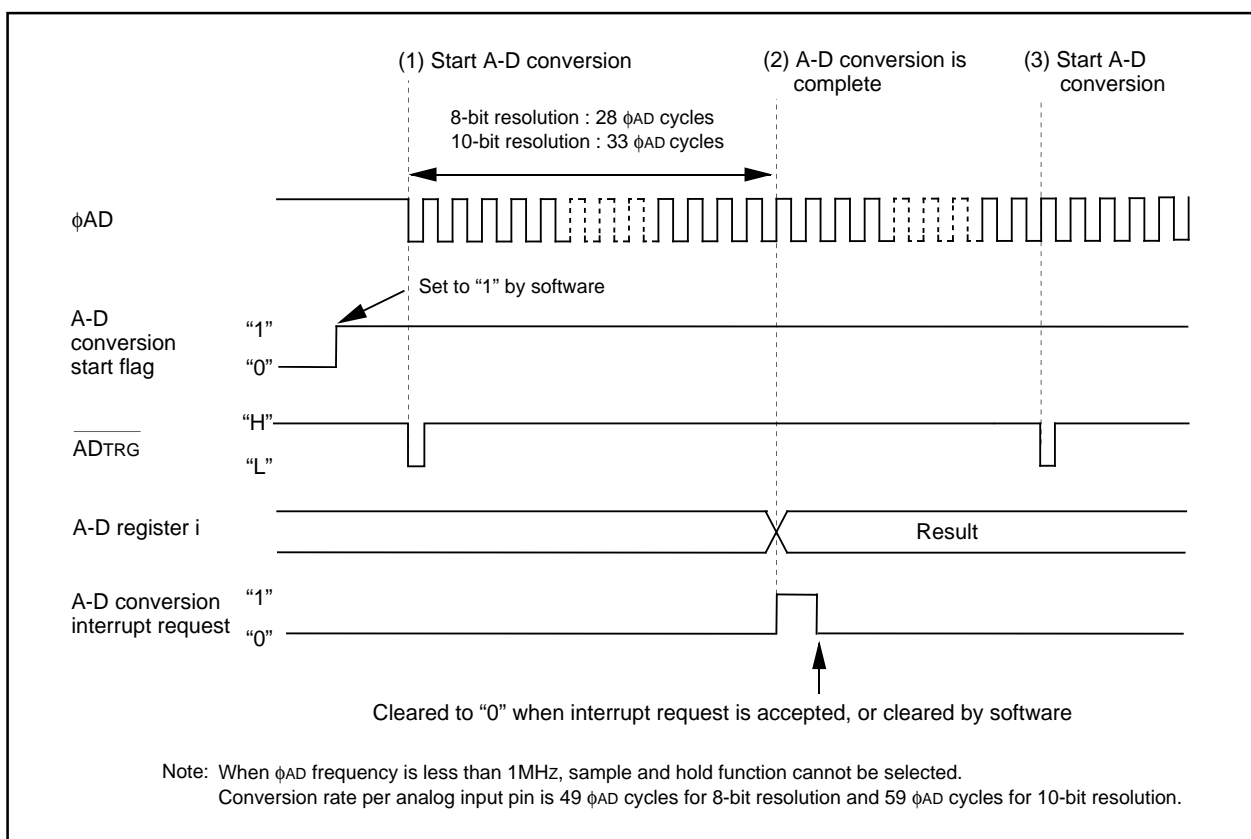 (1) Start A-D conversion
(2) A-D conversion is
complete
(3) Start A-D
conversion
8-bit resolution : 28 ϕAD cycles
10-bit resolution : 33 ϕAD cycles
ϕAD
Set to “1” by software
A-D
conversion
start flag
“1”
“0”
ADTRG
“H”
“L”
A-D register i
Result
A-D conversion
interrupt request
“1”
“0”
Cleared to “0” when interrupt request is accepted, or cleared by software
Note: When ϕAD frequency is less than 1MHZ, sample and hold function cannot be selected.
Conversion rate per analog input pin is 49 ϕAD cycles for 8-bit resolution and 59 ϕAD cycles for 10-bit resolution.